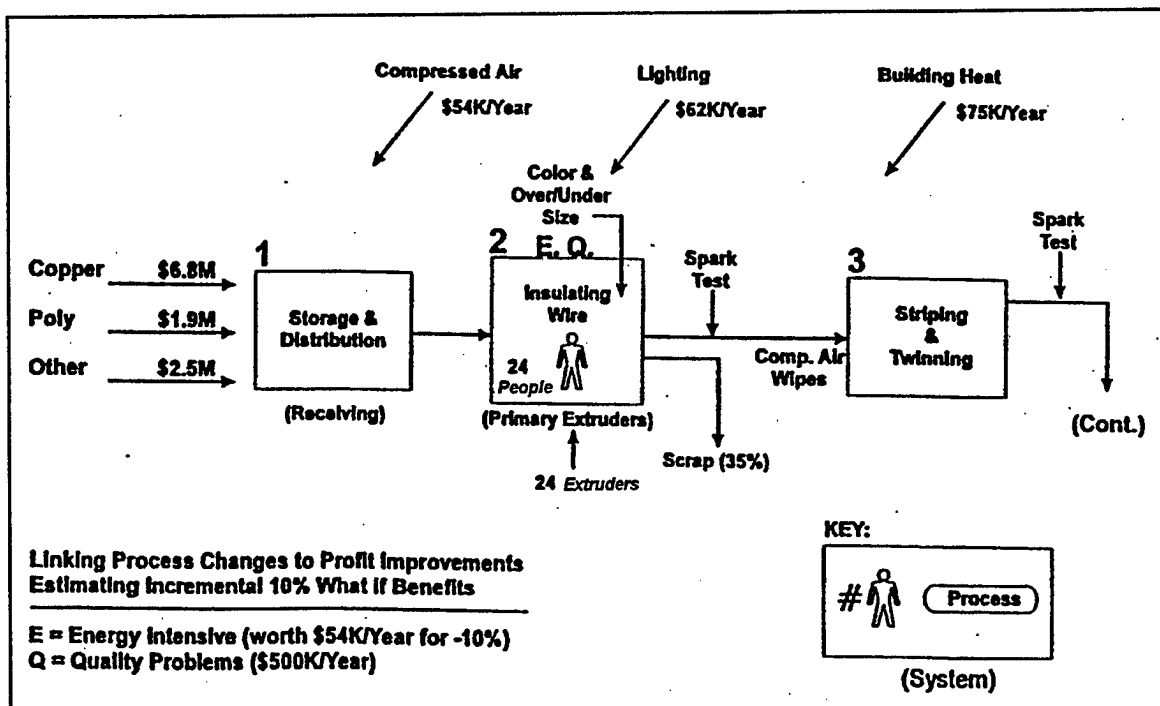 Compressed Air
$54K/Year
Lighting
$62K/Year
Building Heat
$75K/Year
Color &
Over/Under
Size
Spark
Test
Spark
Test
Copper
$6.8M
Poly
$1.9M
Other
$2.5M
1
Storage &
Distribution
(Receiving)
2
E. Q.
Insulating
Wire
24
People
(Primary Extruders)
24 Extruders
Scrap (35%)
Comp. Air
Wipes
3
Striping
&
Twinning
(Cont.)
Linking Process Changes to Profit Improvements
Estimating Incremental 10% What if Benefits
E = Energy Intensive (worth $54K/Year for -10%)
Q = Quality Problems ($500K/Year)
KEY:
#
Process
(System)